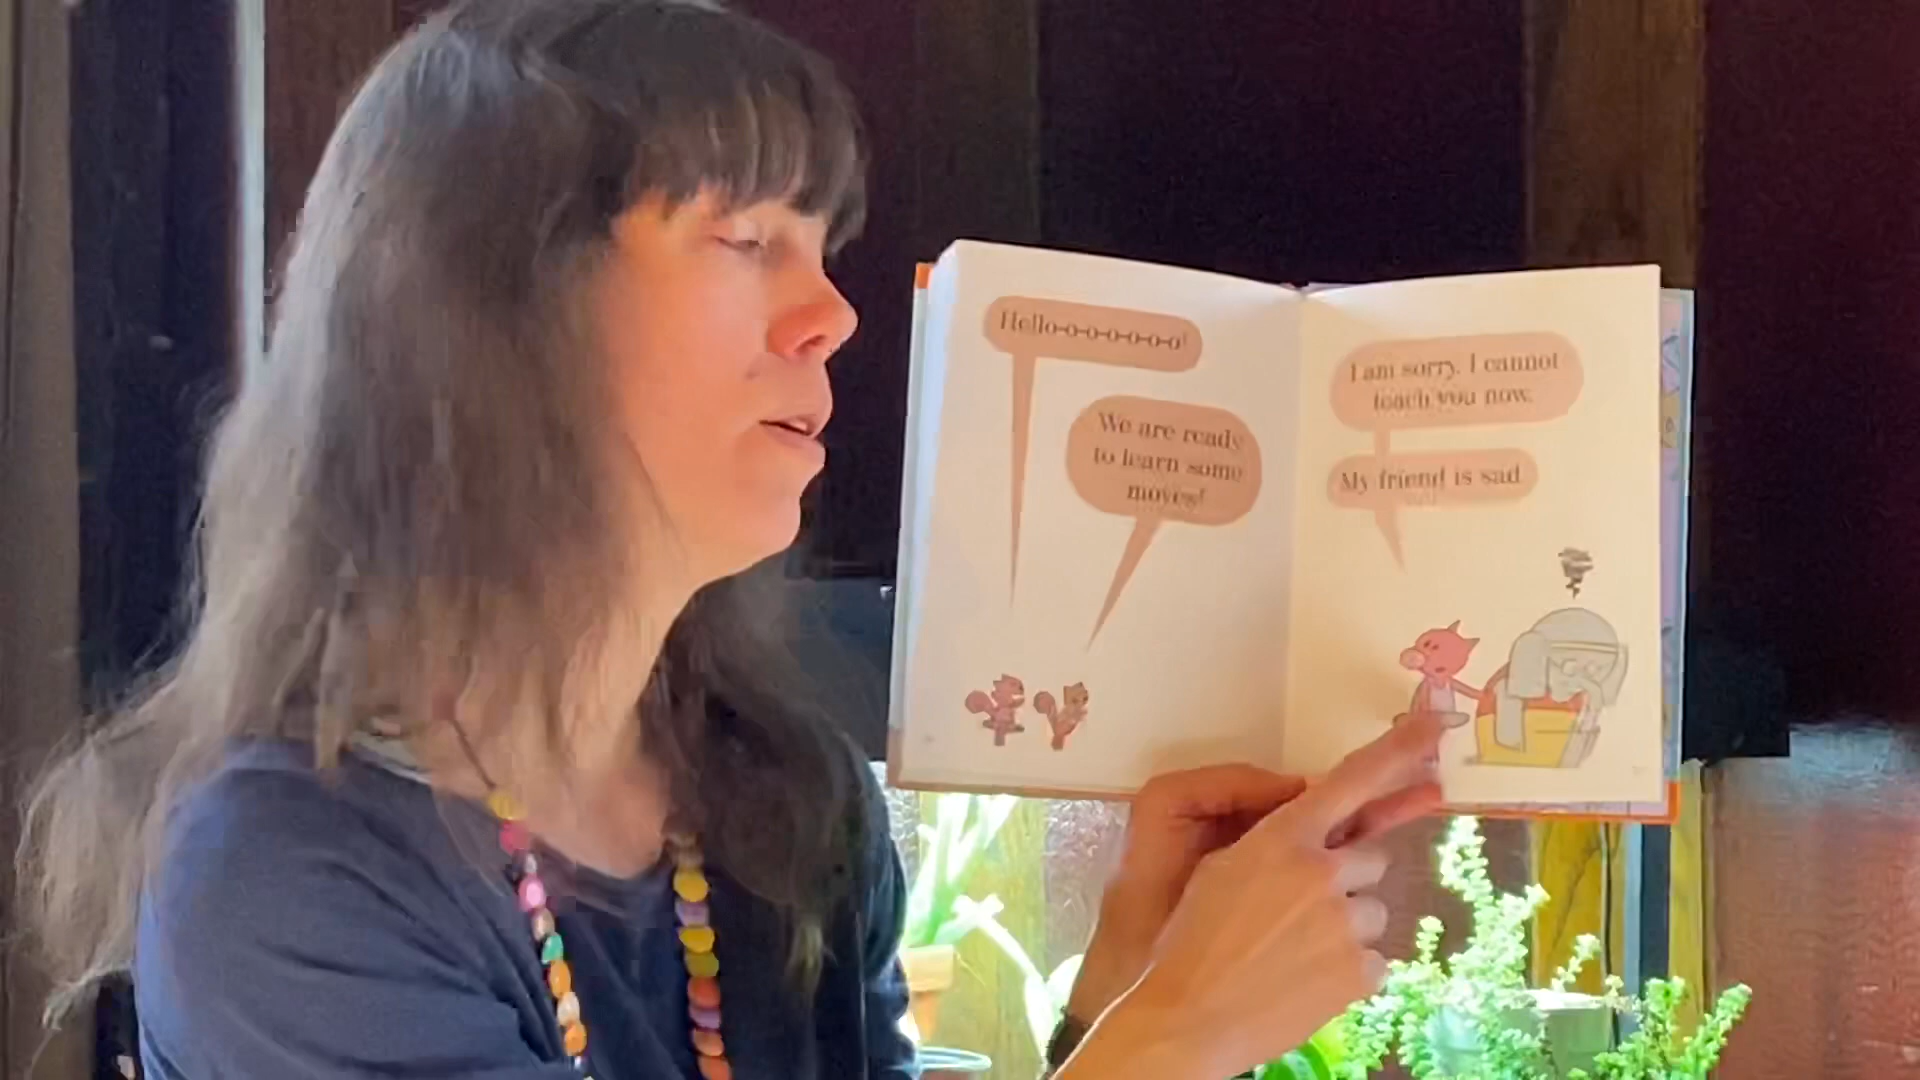 Hello-o-o-o-o-o-o!
We are ready
to learn some
moves!
I am sorry. I cannot
teach you now.
My friend is sad.